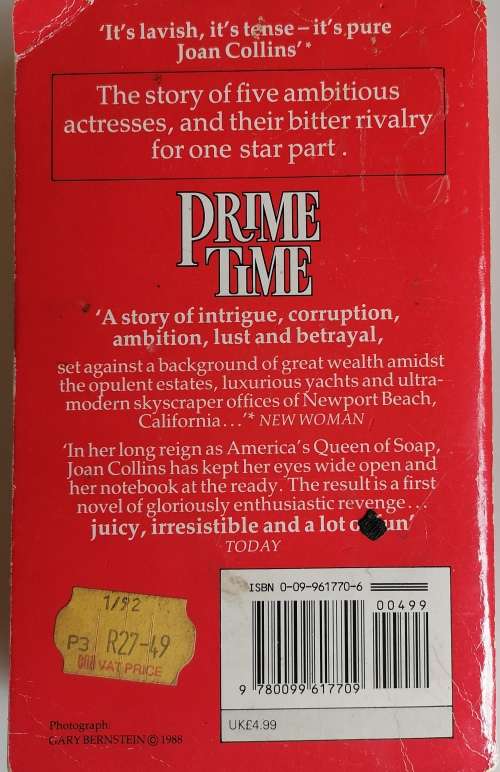 'It's lavish, it's tense – it's pure
Joan Collins'*
The story of five ambitious
actresses, and their bitter rivalry
for one star part.
PRIME
TIME
'A story of intrigue, corruption,
ambition, lust and betrayal,
set against a background of great wealth amidst
the opulent estates, luxurious yachts and ultra-
modern skyscraper offices of Newport Beach,
California...'* NEW WOMAN
'In her long reign as America's Queen of Soap,
Joan Collins has kept her eyes wide open and
her notebook at the ready. The result is a first
novel of gloriously enthusiastic revenge...
juicy, irresistible and a lot of fun'
TODAY
1/92
P3 R27-49
VAT PRICE
ISBN 0-09-961770-6
00499
9 780099 617709
UK£4.99
Photograph:
GARY BERNSTEIN © 1988